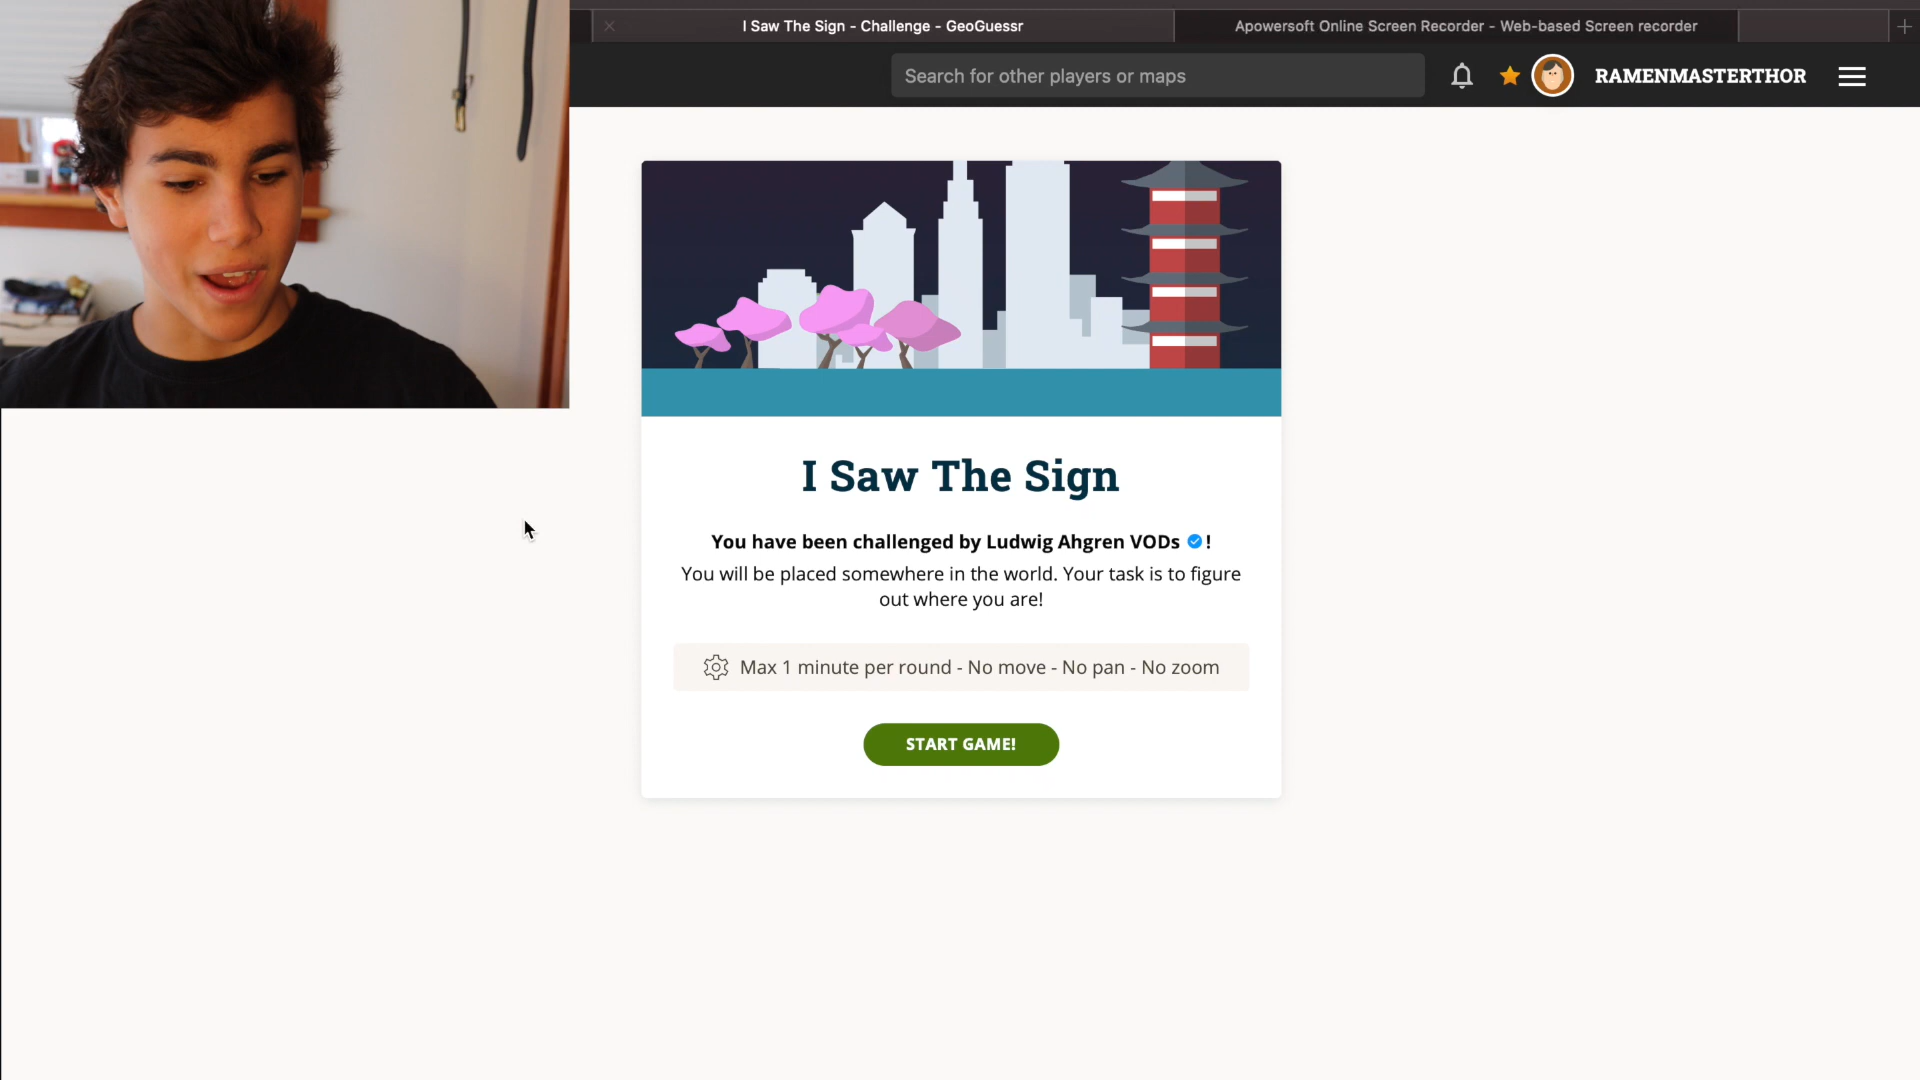 I Saw The Sign - Challenge - GeoGuessr
Apowersoft Online Screen Recorder - Web-based Screen recorder
Search for other players or maps
RAMENMASTERTHOR
I Saw The Sign
You have been challenged by Ludwig Ahgren VODs !
You will be placed somewhere in the world. Your task is to figure
out where you are!
Max 1 minute per round - No move - No pan - No zoom
START GAME!